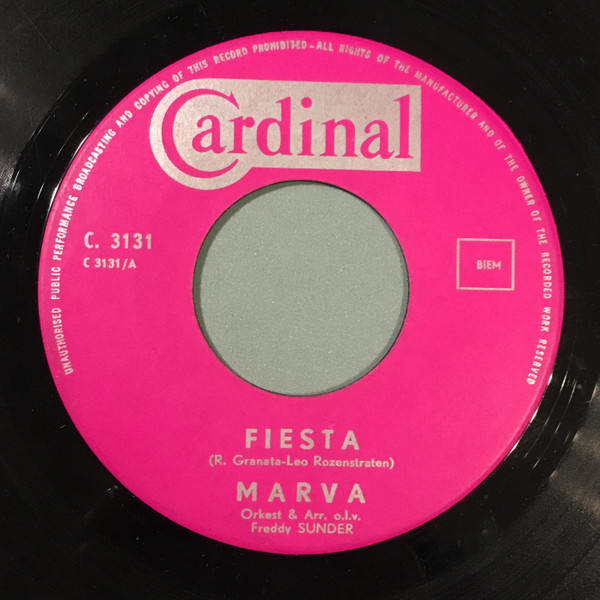 UNAUTHORISED PUBLIC PERFORMANCE BROADCASTING AND COPYING OF THIS RECORD PROHIBITED–ALL RIGHTS OF THE MANUFACTURER AND OF THE OWNER OF THE RECORDED WORK RESERVED
Cardinal
C. 3131
C 3131/A
BIEM
FIESTA
(R. Granata-Leo Rozenstraten)
MARVA
Orkest & Arr. o.l.v.
Freddy SUNDER